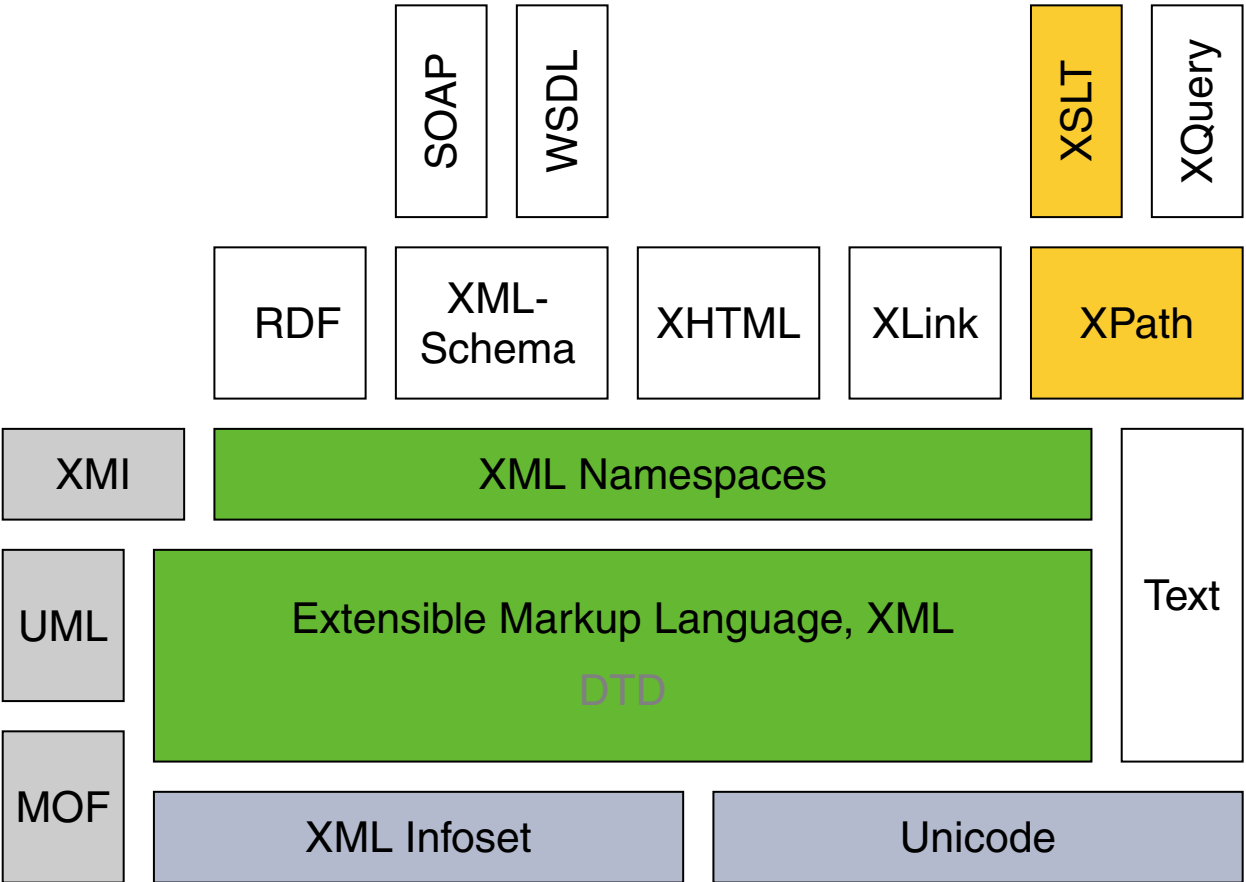 SOAP
WSDL
XSLT
XQuery
RDF
XML-
Schema
XHTML
XLink
XPath
XMI
XML Namespaces
UML
Extensible Markup Language, XML
DTD
Text
MOF
XML Infoset
Unicode